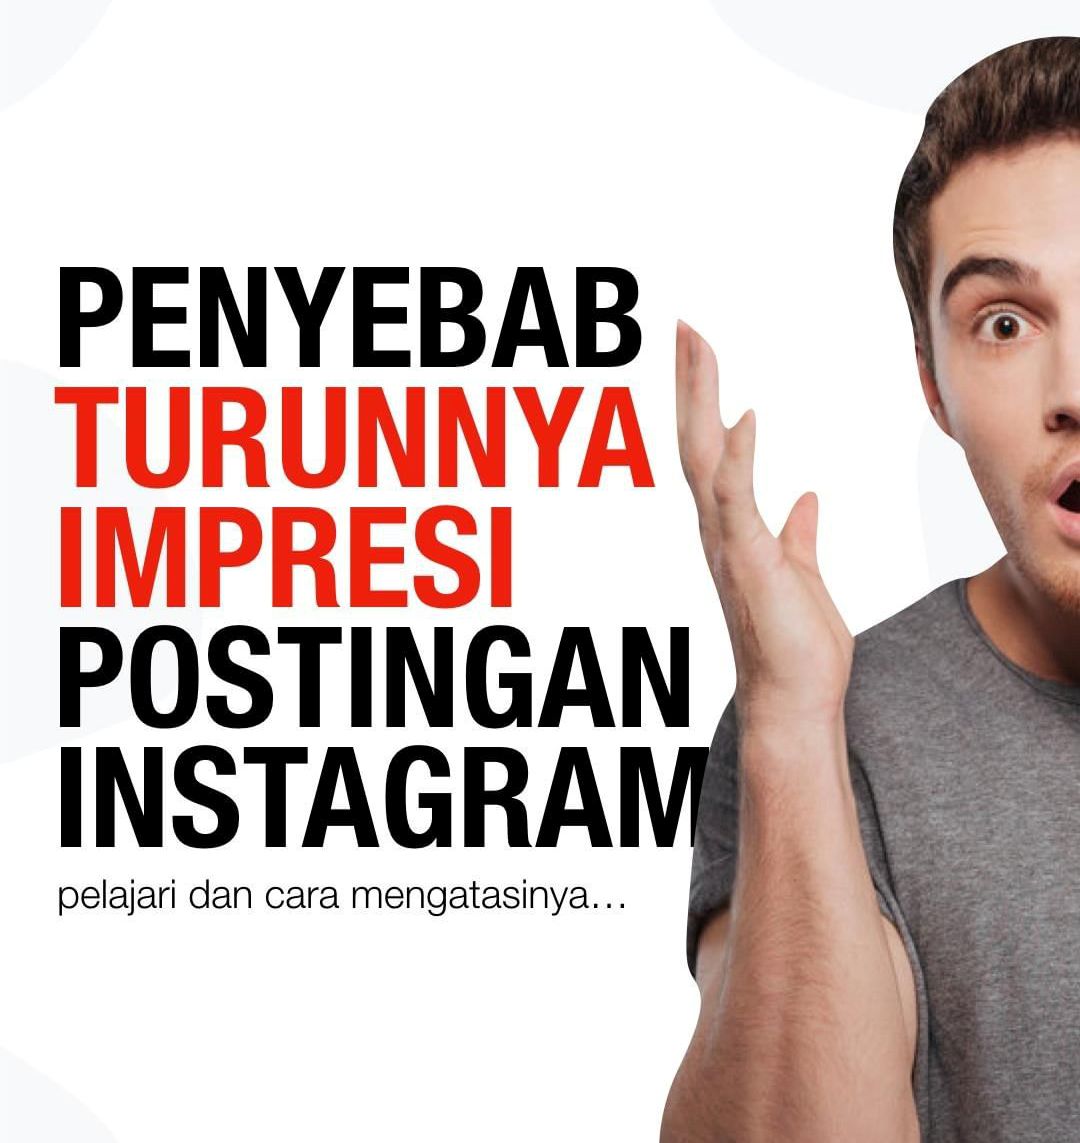 PENYEBAB
TURUNNYA
IMPRESI
POSTINGAN
INSTAGRAM
pelajari dan cara mengatasinya...